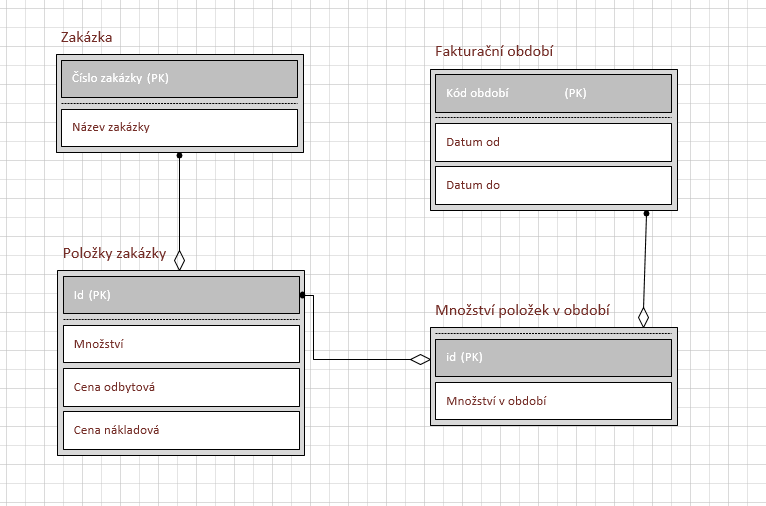 Zakázka
Číslo zakázky (PK)
Název zakázky
Fakturační období
Kód období (PK)
Datum od
Datum do
Položky zakázky
Id (PK)
Množství
Cena odbytová
Cena nákladová
Množství položek v období
id (PK)
Množství v období